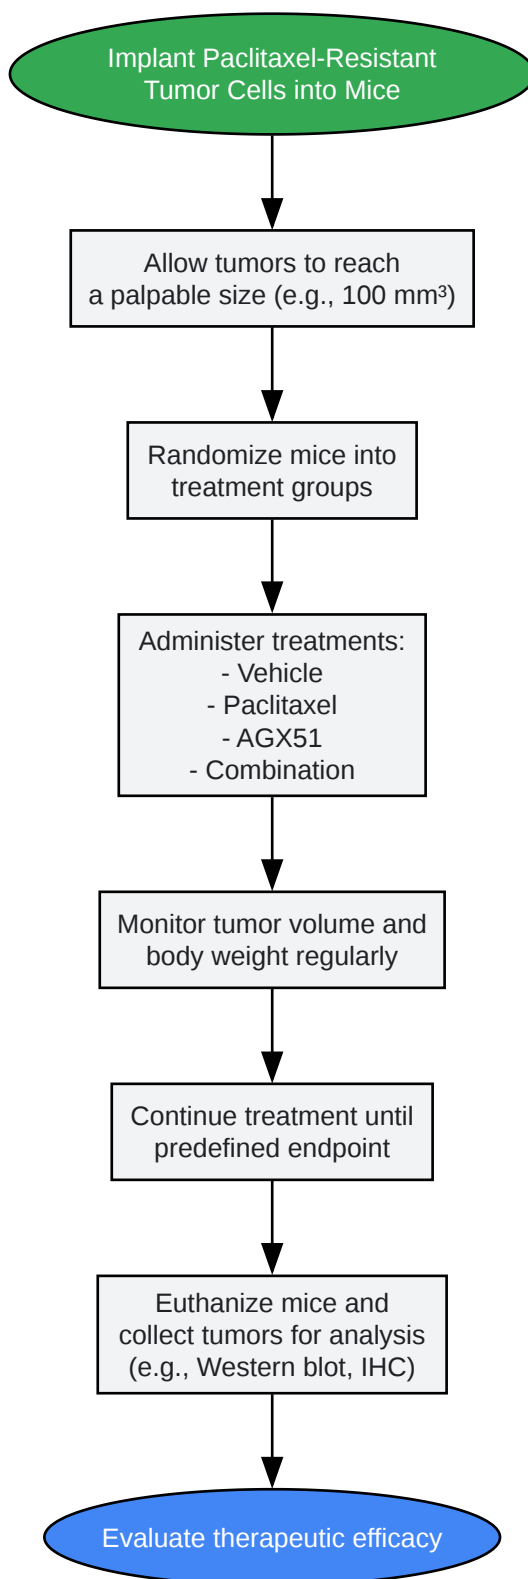 Implant Paclitaxel-Resistant
Tumor Cells into Mice
Allow tumors to reach
a palpable size (e.g., 100 mm³)
Randomize mice into
treatment groups
Administer treatments:
- Vehicle
- Paclitaxel
- AGX51
- Combination
Monitor tumor volume and
body weight regularly
Continue treatment until
predefined endpoint
Euthanize mice and
collect tumors for analysis
(e.g., Western blot, IHC)
Evaluate therapeutic efficacy